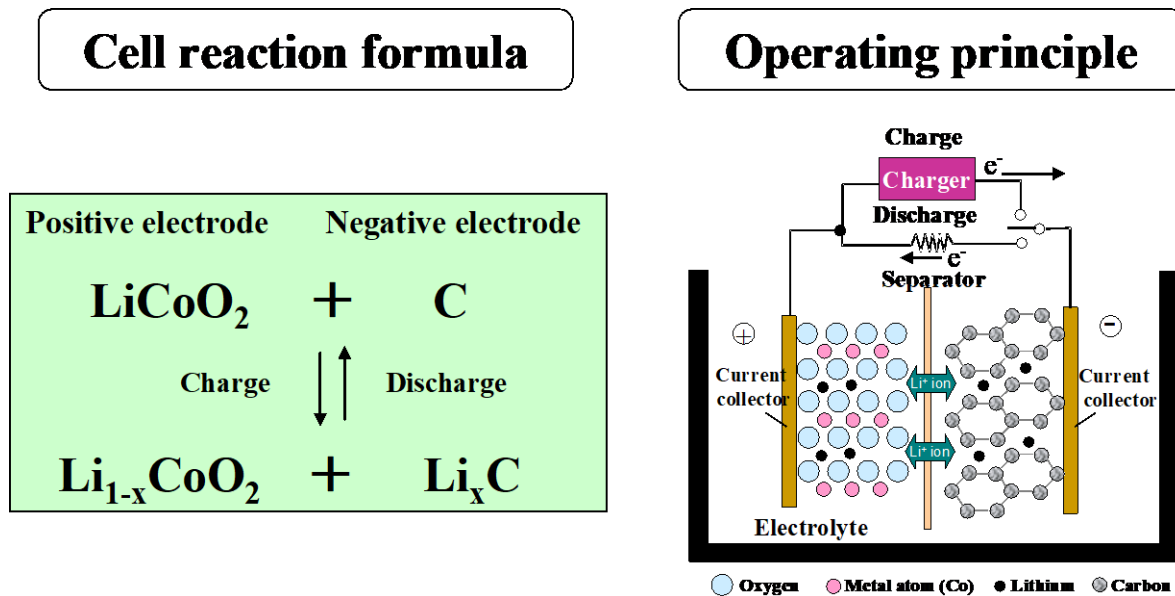 Cell reaction formula
Positive electrode Negative electrode
LiCoO₂ + C
Charge Discharge
Li₁₋ₓCoO₂ + LiₓC
Operating principle
Charge
e⁻
Charger
Discharge
e⁻
Separator
+
-
Current
collector
Li⁺ ion
Current
collector
Li⁺ ion
Electrolyte
Oxygen Metal atom (Co) Lithium Carbon